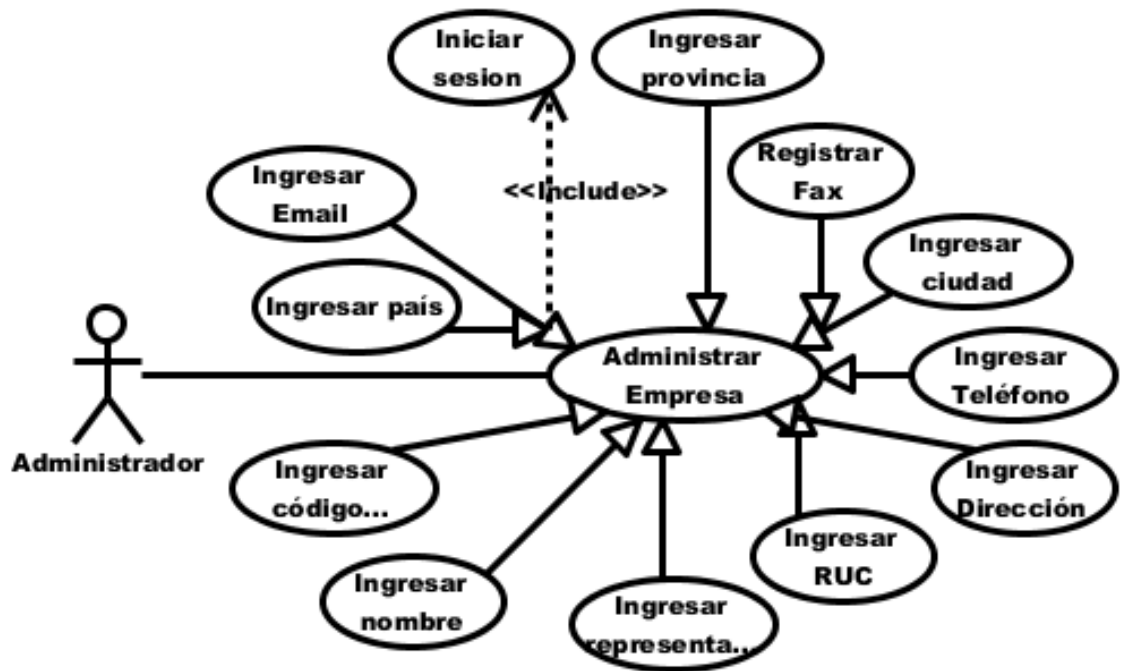 Iniciar
sesion
Ingresar
provincia
Registrar
Fax
Ingresar
Email
<<Include>>
Ingresar
ciudad
Ingresar país
Administrar
Empresa
Ingresar
Teléfono
Administrador
Ingresar
código...
Ingresar
Dirección
Ingresar
RUC
Ingresar
nombre
Ingresar
representa...